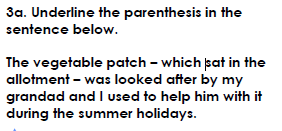 3a. Underline the parenthesis in the
sentence below.
The vegetable patch – which sat in the
allotment – was looked after by my
grandad and I used to help him with it
during the summer holidays.